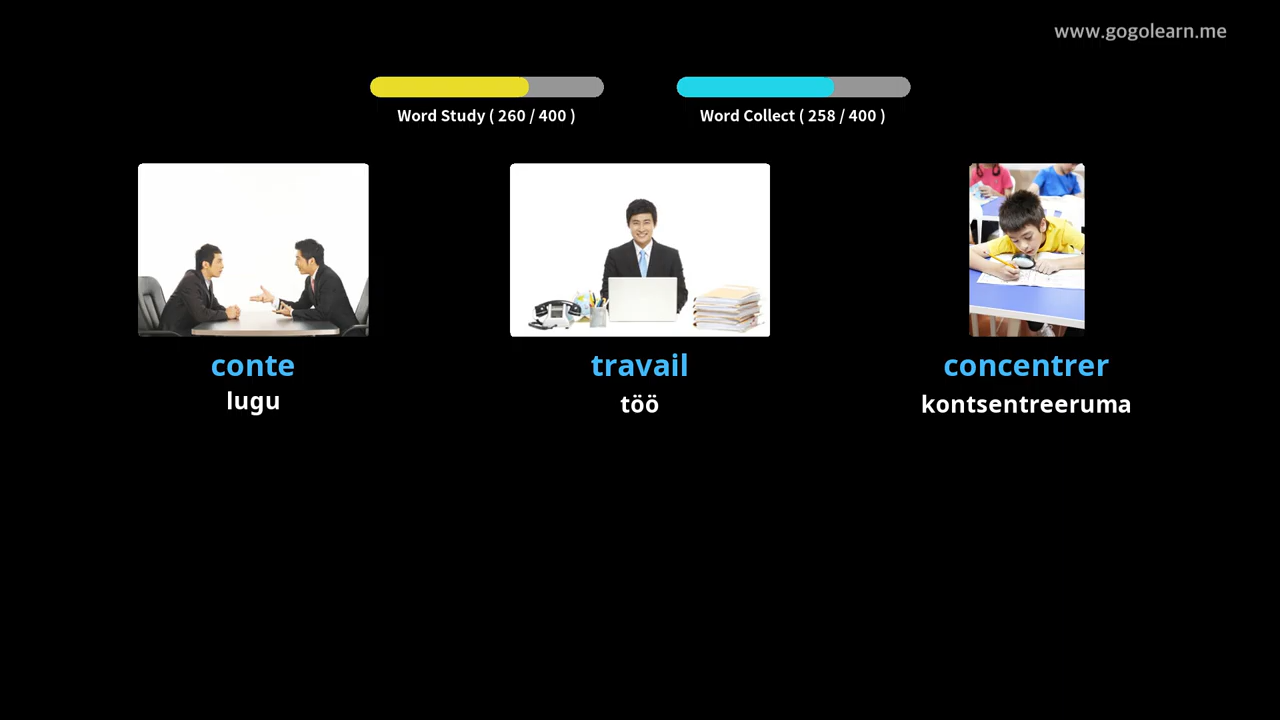 www.gogolearn.me
Word Study ( 260 / 400 )
Word Collect ( 258 / 400 )
conte
lugu
travail
töö
concentrer
kontsentreeruma